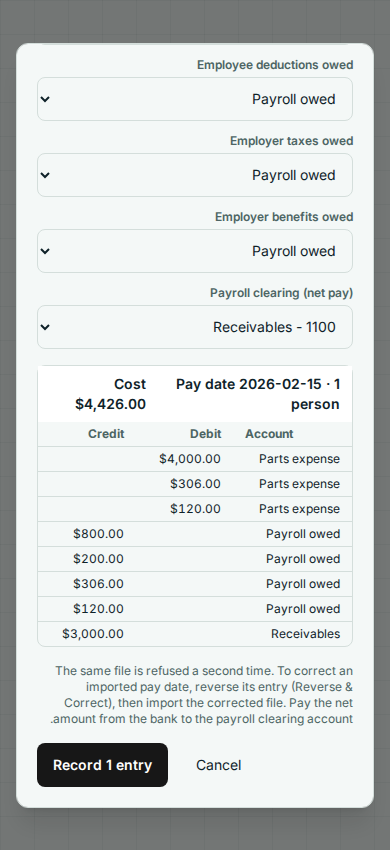 Employee deductions owed
Payroll owed
Employer taxes owed
Payroll owed
Employer benefits owed
Payroll owed
Payroll clearing (net pay)
Receivables - 1100
Pay date 2026-02-15 · 1 person
Cost $4,426.00
Account Debit Credit
Parts expense $4,000.00
Parts expense $306.00
Parts expense $120.00
Payroll owed $800.00
Payroll owed $200.00
Payroll owed $306.00
Payroll owed $120.00
Receivables $3,000.00
The same file is refused a second time. To correct an
imported pay date, reverse its entry (Reverse &
Correct), then import the corrected file. Pay the net
.amount from the bank to the payroll clearing account
Cancel
Record 1 entry